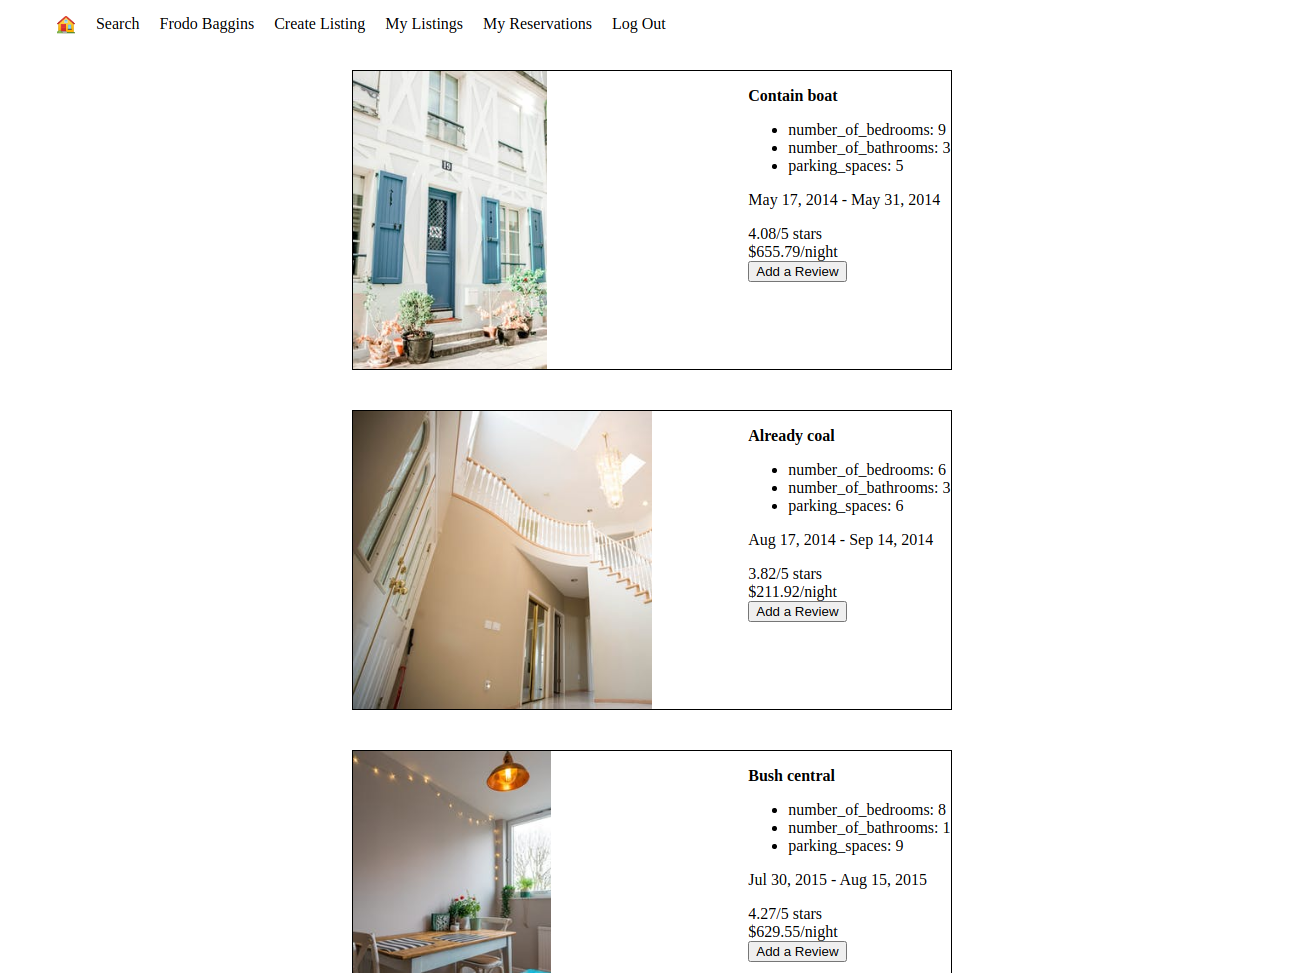 Search Frodo Baggins Create Listing My Listings My Reservations Log Out
19
Contain boat
number_of_bedrooms: 9
number_of_bathrooms: 3
parking_spaces: 5
May 17, 2014 - May 31, 2014
4.08/5 stars
$655.79/night
Add a Review
Already coal
number_of_bedrooms: 6
number_of_bathrooms: 3
parking_spaces: 6
Aug 17, 2014 - Sep 14, 2014
3.82/5 stars
$211.92/night
Add a Review
Bush central
number_of_bedrooms: 8
number_of_bathrooms: 1
parking_spaces: 9
Jul 30, 2015 - Aug 15, 2015
4.27/5 stars
$629.55/night
Add a Review